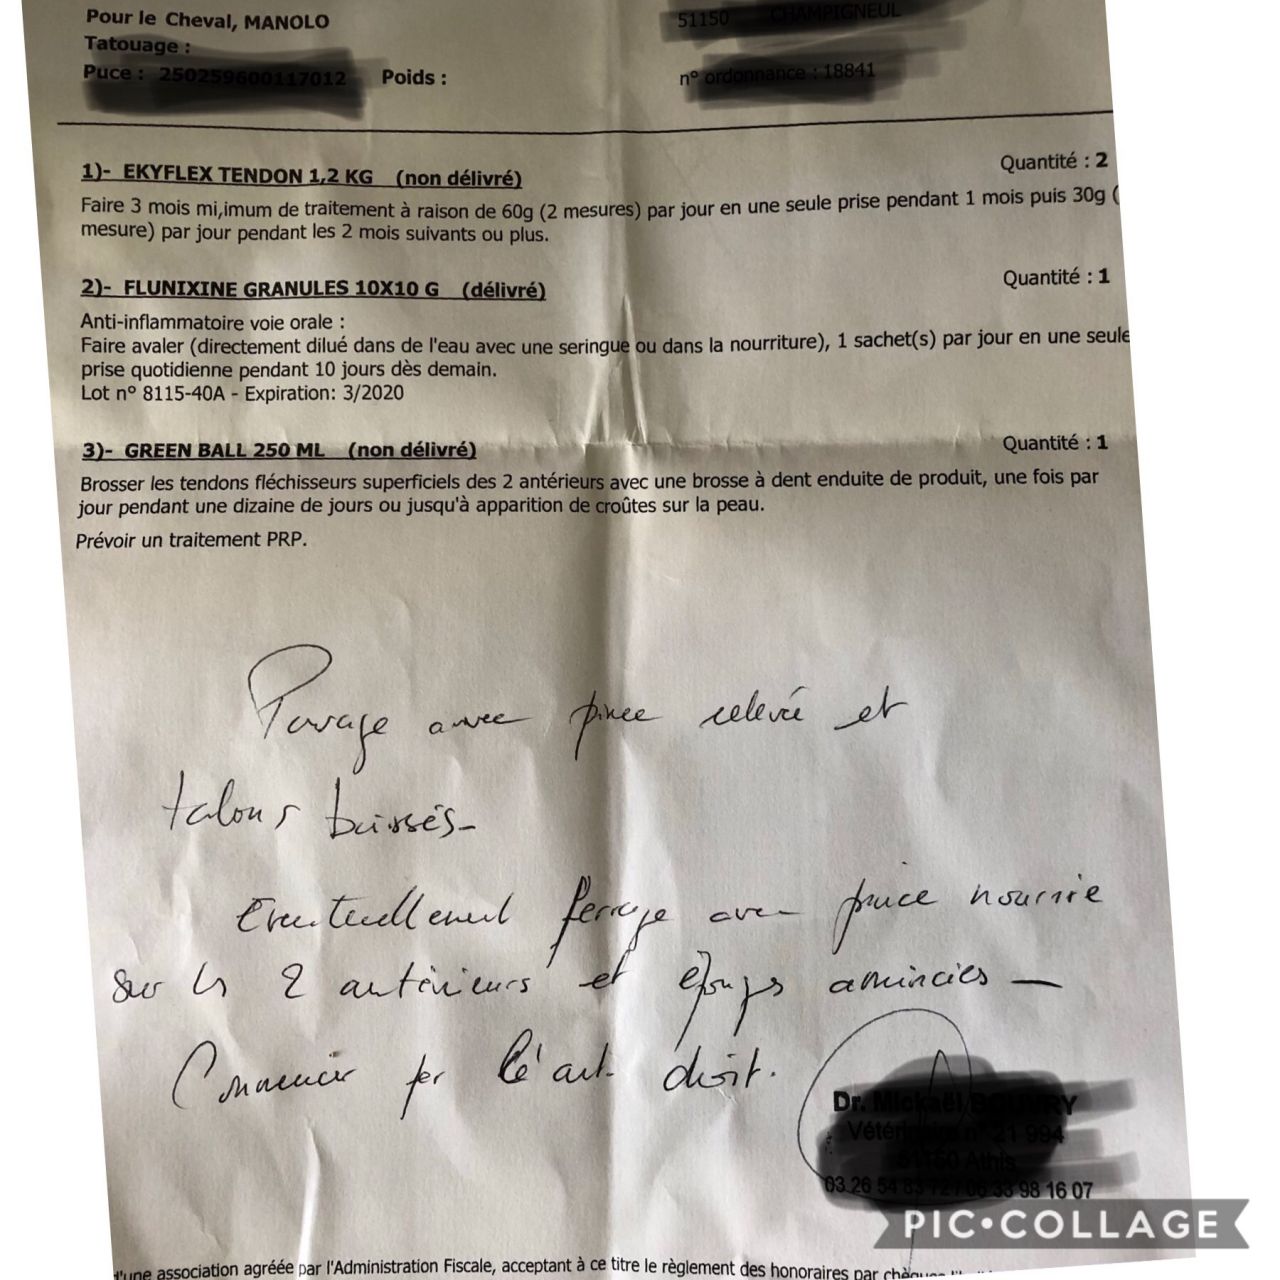 Pour le Cheval, MANOLO
Tatouage :
Puce : Poids :
51150
n° ordonnance : 18841
1)- EKYFLEX TENDON 1,2 KG (non délivré) Quantité : 2
Faire 3 mois mi,imum de traitement à raison de 60g (2 mesures) par jour en une seule prise pendant 1 mois puis 30g (
mesure) par jour pendant les 2 mois suivants ou plus.
2)- FLUNIXINE GRANULES 10X10 G (délivré) Quantité : 1
Anti-inflammatoire voie orale :
Faire avaler (directement dilué dans de l'eau avec une seringue ou dans la nourriture), 1 sachet(s) par jour en une seule
prise quotidienne pendant 10 jours dès demain.
Lot n° 8115-40A - Expiration: 3/2020
3)- GREEN BALL 250 ML (non délivré) Quantité : 1
Brosser les tendons fléchisseurs superficiels des 2 antérieurs avec une brosse à dent enduite de produit, une fois par
jour pendant une dizaine de jours ou jusqu'à apparition de croûtes sur la peau.
Prévoir un traitement PRP.
Parage avec pince relevée et
talons baissés-
Eventuellement ferrage avec pince nourrie
sur les 2 antérieurs et éponges amincies -
Commencer par l'ant. droit.
PIC•COLLAGE
d'une association agréée par l'Administration Fiscale, acceptant à ce titre le règlement des honoraires par